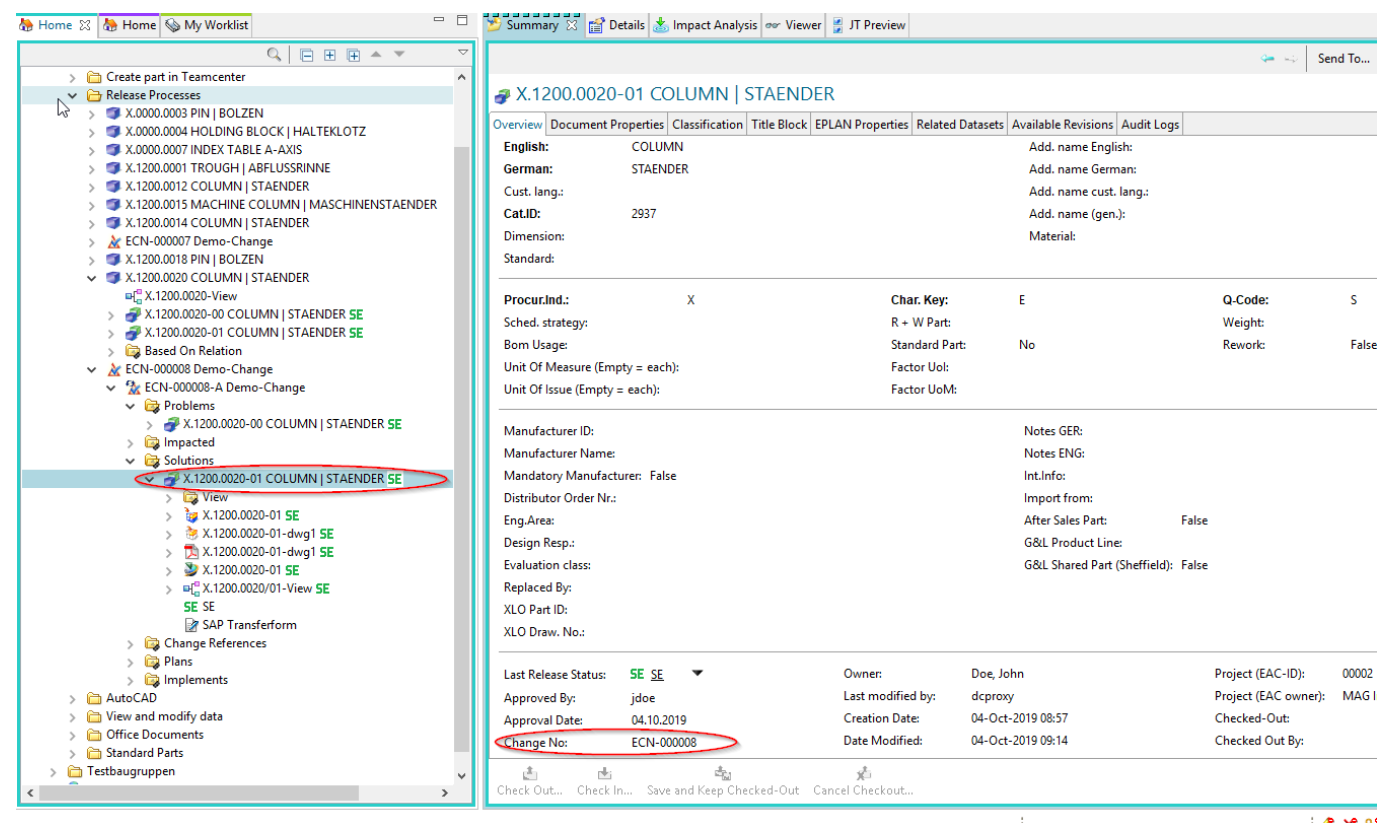 Home
Home
My Worklist
Create part in Teamcenter
Release Processes
X.0000.0003 PIN | BOLZEN
X.0000.0004 HOLDING BLOCK | HALTEKLOTZ
X.0000.0007 INDEX TABLE A-AXIS
X.1200.0001 TROUGH | ABFLUSSRINNE
X.1200.0012 COLUMN | STAENDER
X.1200.0015 MACHINE COLUMN | MASCHINENSTAENDER
X.1200.0014 COLUMN | STAENDER
ECN-000007 Demo-Change
X.1200.0018 PIN | BOLZEN
X.1200.0020 COLUMN | STAENDER
X.1200.0020-View
X.1200.0020-00 COLUMN | STAENDER SE
X.1200.0020-01 COLUMN | STAENDER SE
Based On Relation
ECN-000008 Demo-Change
ECN-000008-A Demo-Change
Problems
X.1200.0020-00 COLUMN | STAENDER SE
Impacted
Solutions
X.1200.0020-01 COLUMN | STAENDER SE
View
X.1200.0020-01 SE
X.1200.0020-01-dwg1 SE
X.1200.0020-01-dwg1 SE
X.1200.0020-01 SE
X.1200.0020/01-View SE
SE SE
SAP Transferform
Change References
Plans
Implements
AutoCAD
View and modify data
Office Documents
Standard Parts
Testbaugruppen
Summary Details Impact Analysis Viewer JT Preview
Send To...
X.1200.0020-01 COLUMN | STAENDER
Overview Document Properties Classification Title Block EPLAN Properties Related Datasets Available Revisions Audit Logs
English: COLUMN Add. name English:
German: STAENDER Add. name German:
Cust. lang.: Add. name cust. lang.:
Cat.ID: 2937 Add. name (gen.):
Dimension: Material:
Standard:
Procur.Ind.: X Char. Key: E Q-Code: S
Sched. strategy: R + W Part: Weight:
Bom Usage: Standard Part: No Rework: False
Unit Of Measure (Empty = each): Factor UoI:
Unit Of Issue (Empty = each): Factor UoM:
Manufacturer ID: Notes GER:
Manufacturer Name: Notes ENG:
Mandatory Manufacturer: False Int.Info:
Distributor Order Nr.: Import from:
Eng.Area: After Sales Part: False
Design Resp.: G&L Product Line:
Evaluation class: G&L Shared Part (Sheffield): False
Replaced By:
XLO Part ID:
XLO Draw. No.:
Last Release Status: SE SE Owner: Doe, John Project (EAC-ID): 00002
Approved By: jdoe Last modified by: dcproxy Project (EAC owner): MAG I
Approval Date: 04.10.2019 Creation Date: 04-Oct-2019 08:57 Checked-Out:
Change No: ECN-000008 Date Modified: 04-Oct-2019 09:14 Checked Out By:
Check Out... Check In... Save and Keep Checked-Out Cancel Checkout...